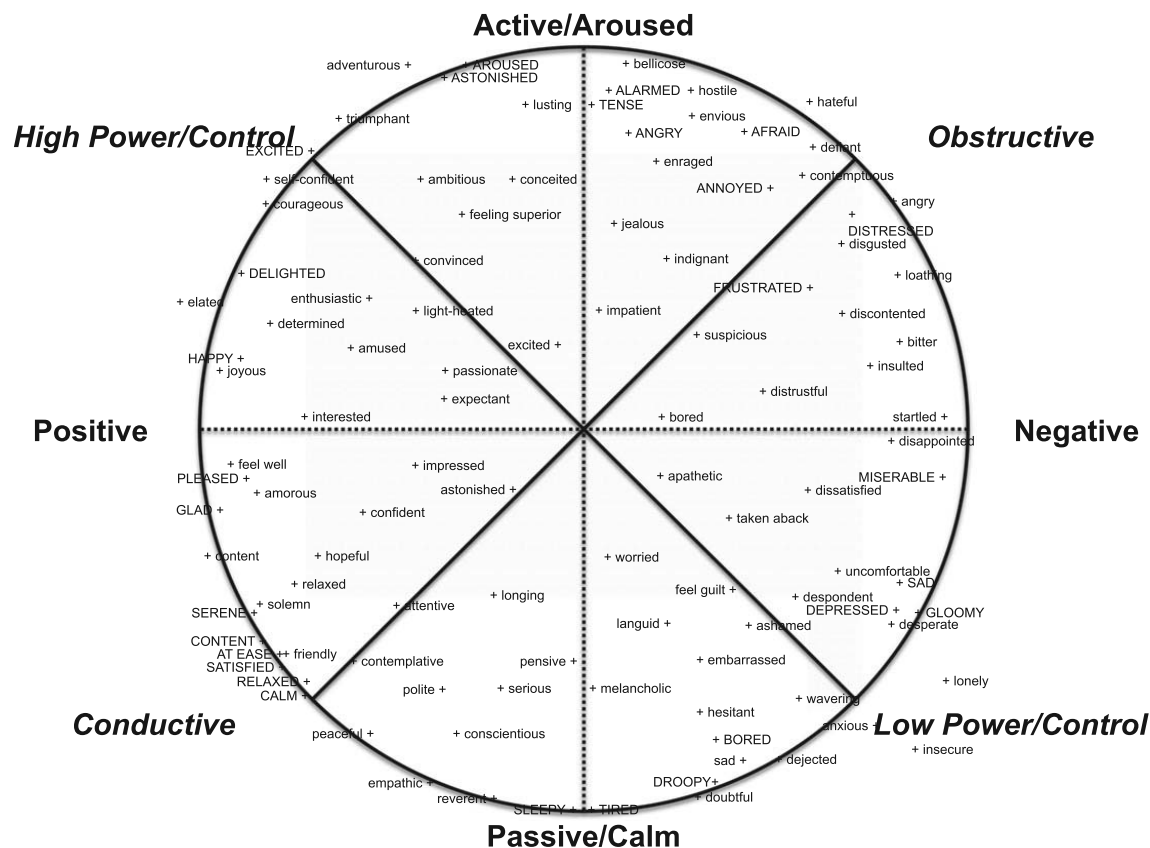 Active/Aroused
+ bellicose
adventurous +
+ AROUSED
+ ASTONISHED
+ ALARMED
+ hostile
+ lusting
+ TENSE
+ hateful
+ envious
+ triumphant
+ ANGRY
+ AFRAID
High Power/Control
Obstructive
EXCITED +
+ defiant
+ enraged
+ self-confident
+ ambitious
+ conceited
+ contemptuous
ANNOYED +
+ courageous
+ angry
+ feeling superior
+ jealous
+
DISTRESSED
+ disgusted
+ convinced
+ indignant
+ DELIGHTED
+ loathing
FRUSTRATED +
+ elated
enthusiastic +
+ light-heated
+ impatient
+ discontented
+ determined
+ suspicious
+ bitter
+ amused
excited +
HAPPY +
+ joyous
+ passionate
+ insulted
+ distrustful
+ expectant
+ interested
+ bored
startled +
Positive
Negative
+ disappointed
+ feel well
+ impressed
PLEASED +
+ apathetic
MISERABLE +
+ amorous
astonished +
+ dissatisfied
GLAD +
+ confident
+ taken aback
+ content
+ hopeful
+ worried
+ uncomfortable
+ relaxed
feel guilt +
+ SAD
+ longing
+ despondent
+ solemn
+ attentive
SERENE +
DEPRESSED +
+ GLOOMY
languid +
+ ashamed
+ desperate
CONTENT +
AT EASE +
+ friendly
+ contemplative
pensive +
+ embarrassed
SATISFIED +
RELAXED +
+ lonely
CALM +
polite +
+ serious
+ melancholic
+ wavering
+ hesitant
Conductive
Low Power/Control
anxious +
peaceful +
+ conscientious
+ BORED
+ insecure
sad +
+ dejected
empathic +
DROOPY+
reverent +
+ doubtful
SLEEPY +
+ TIRED
Passive/Calm